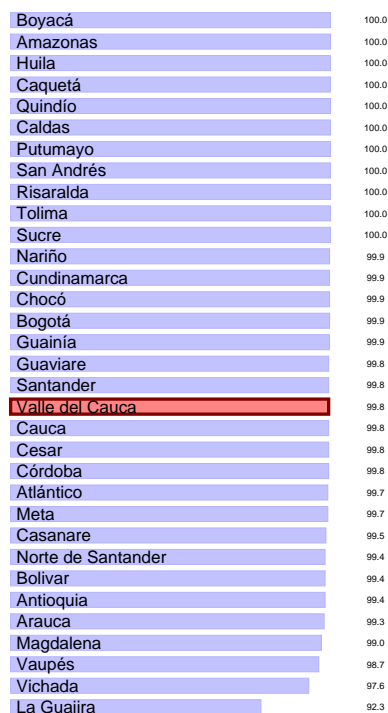 Boyacá 100.0
Amazonas 100.0
Huila 100.0
Caquetá 100.0
Quindío 100.0
Caldas 100.0
Putumayo 100.0
San Andrés 100.0
Risaralda 100.0
Tolima 100.0
Sucre 100.0
Nariño 99.9
Cundinamarca 99.9
Chocó 99.9
Bogotá 99.9
Guainía 99.9
Guaviare 99.8
Santander 99.8
Valle del Cauca 99.8
Cauca 99.8
Cesar 99.8
Córdoba 99.8
Atlántico 99.7
Meta 99.7
Casanare 99.5
Norte de Santander 99.4
Bolivar 99.4
Antioquia 99.4
Arauca 99.3
Magdalena 99.0
Vaupés 98.7
Vichada 97.6
La Guajira 92.3